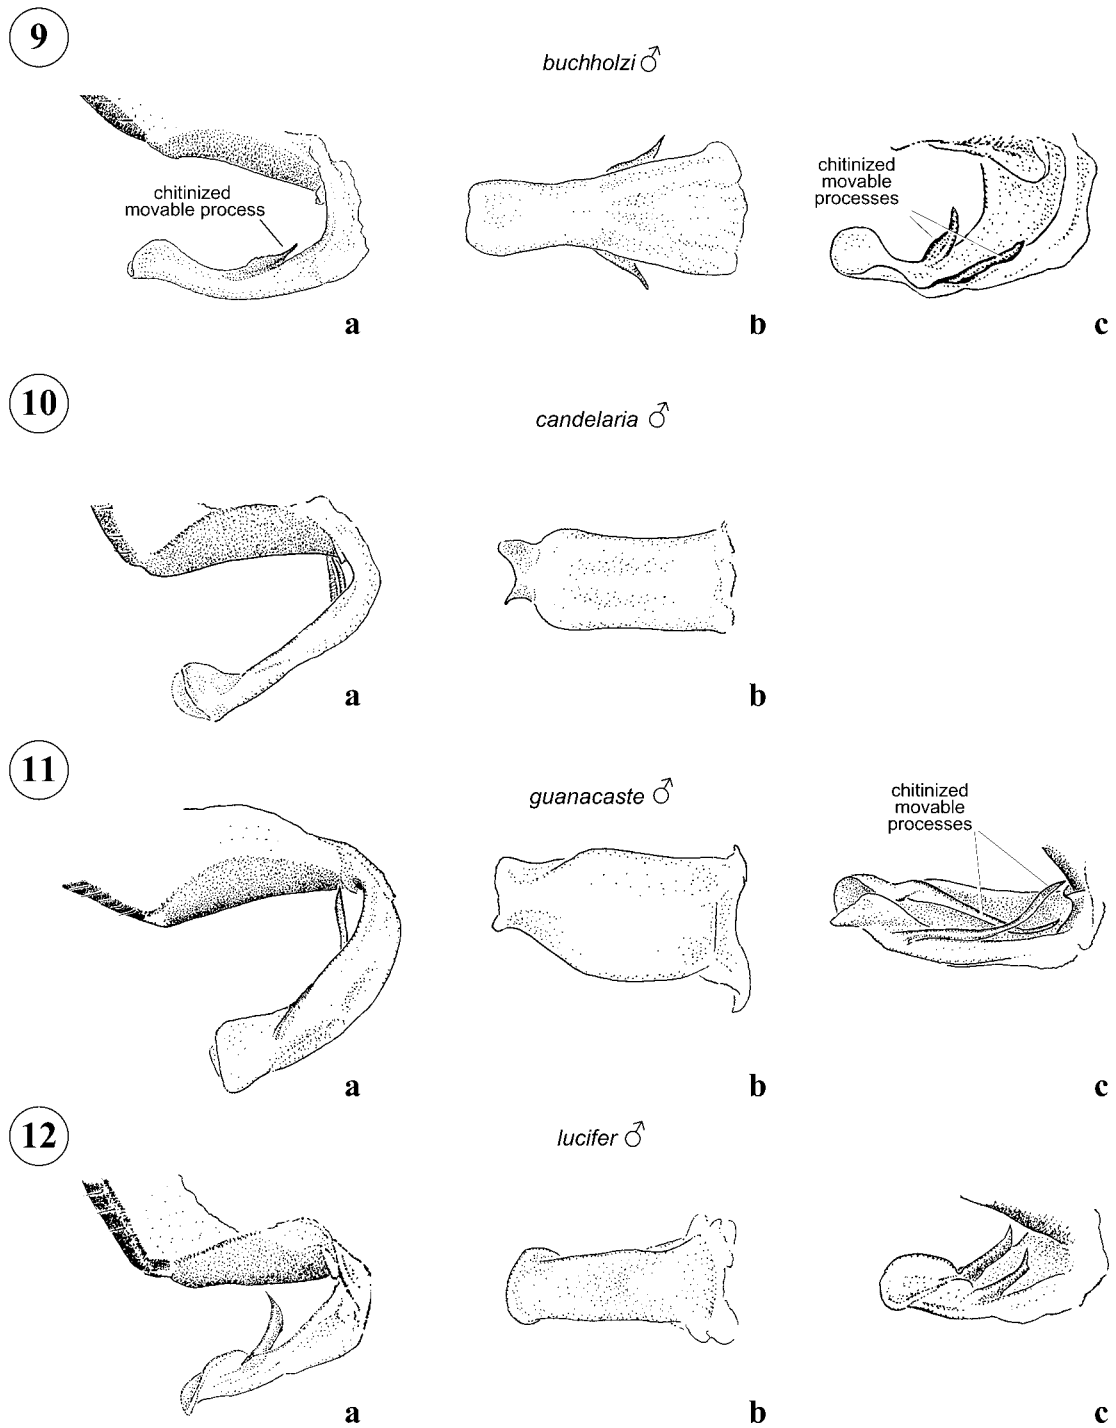 9
buchholzi ♂
chitinized
movable process
chitinized
movable
processes
a
b
c
10
candelaria ♂
a
b
11
guanacaste ♂
chitinized
movable
processes
a
b
c
12
lucifer ♂
a
b
c